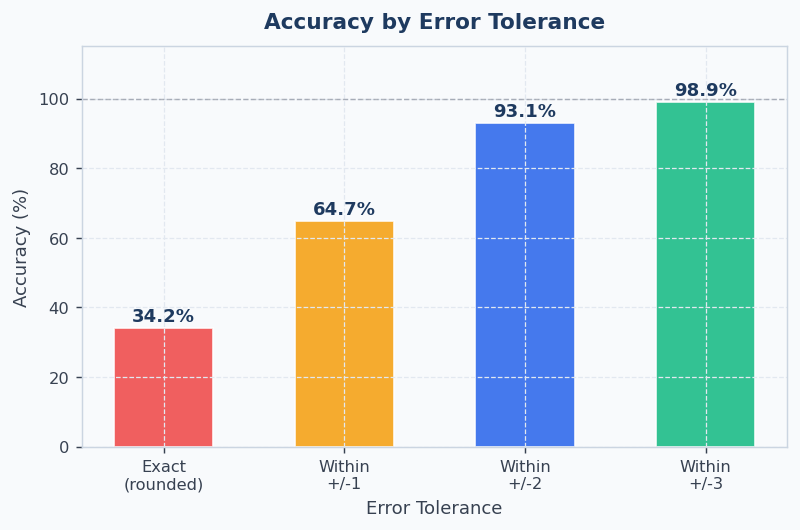 Accuracy by Error Tolerance
Accuracy (%)
100
80
60
40
20
0
34.2%
64.7%
93.1%
98.9%
Exact
(rounded)
Within
+/-1
Within
+/-2
Within
+/-3
Error Tolerance